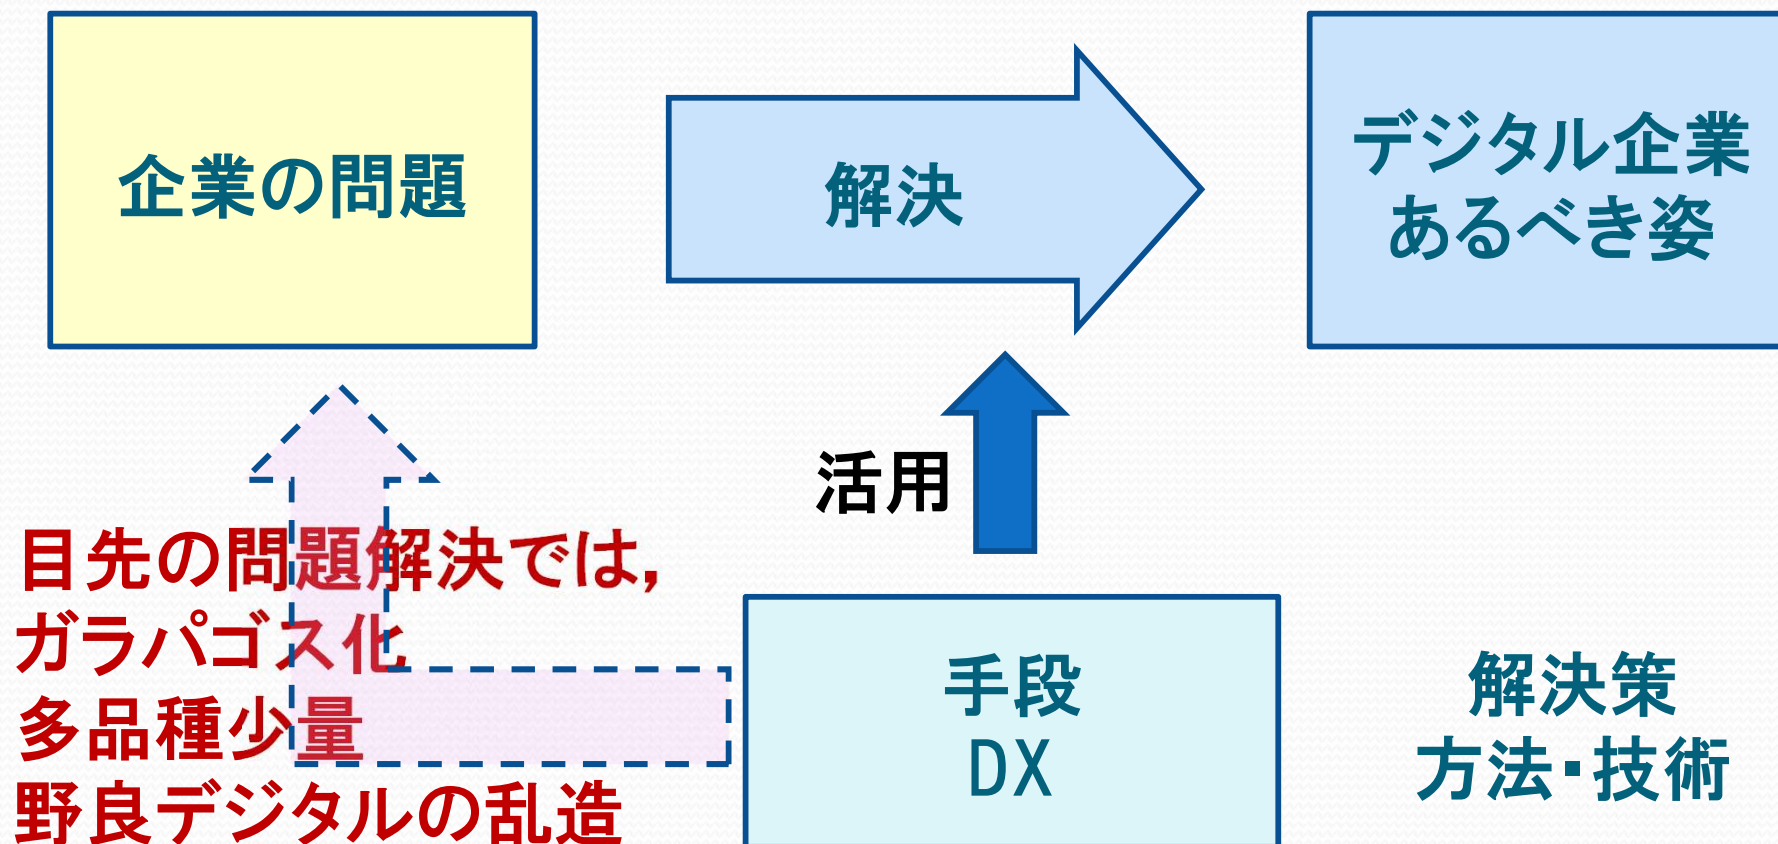 企業の問題
解決
デジタル企業
あるべき姿
活用
目先の問題解決では,
ガラパゴス化
多品種少量
野良デジタルの乱造
手段
DX
解決策
方法・技術